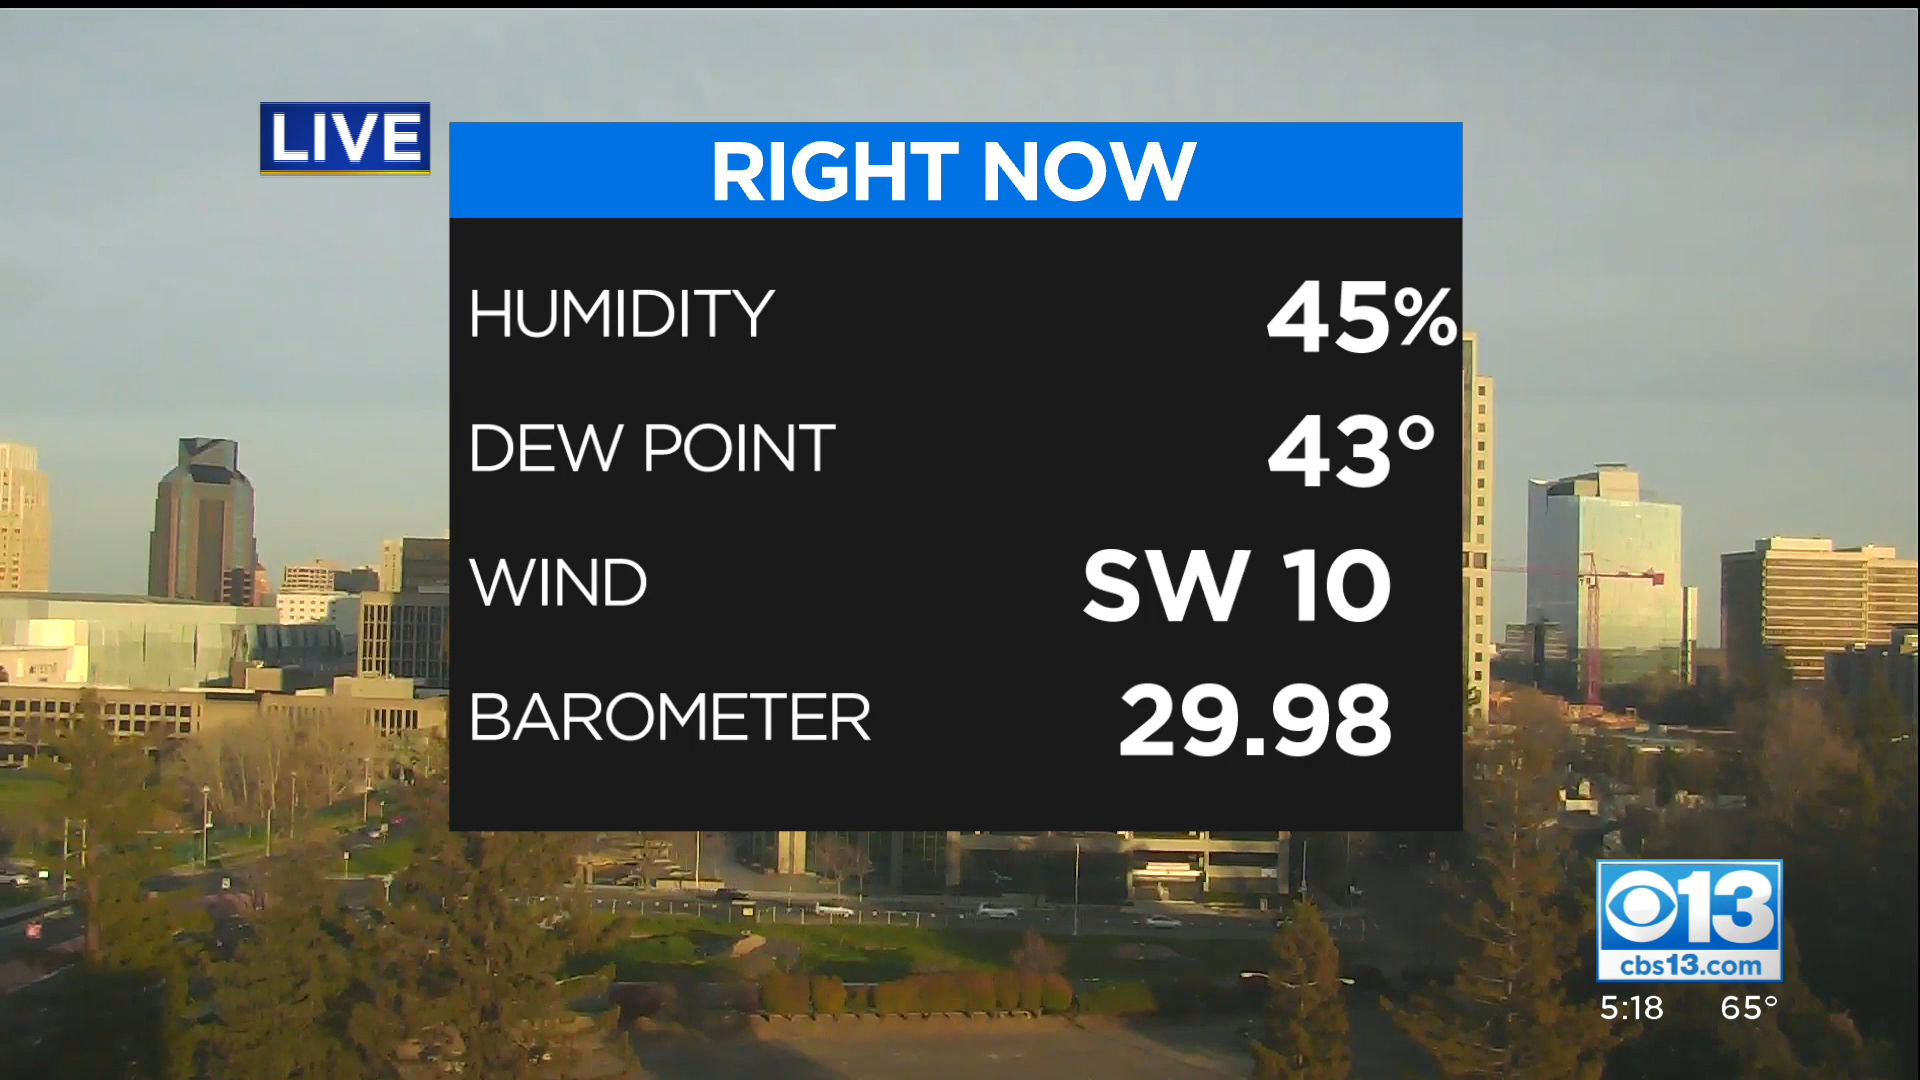 LIVE
RIGHT NOW
HUMIDITY 45%
DEW POINT 43°
WIND SW 10
BAROMETER 29.98
13
cbs13.com
5:18 65°